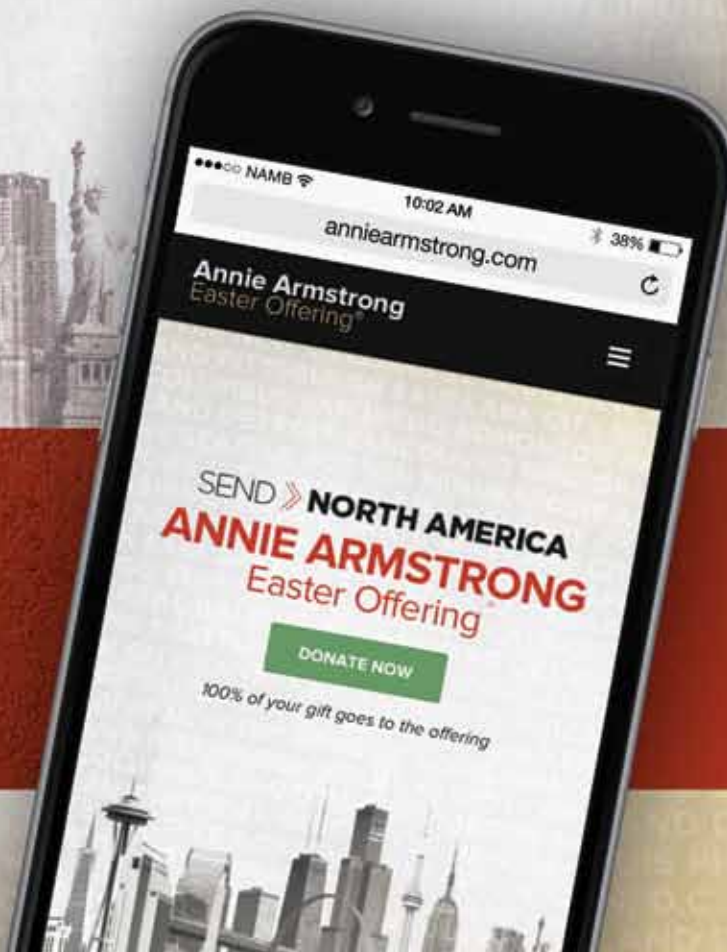 NAMB
10:02 AM
38%
anniearmstrong.com
Annie Armstrong
Easter Offering®
SEND » NORTH AMERICA
ANNIE ARMSTRONG
Easter Offering
DONATE NOW
100% of your gift goes to the offering